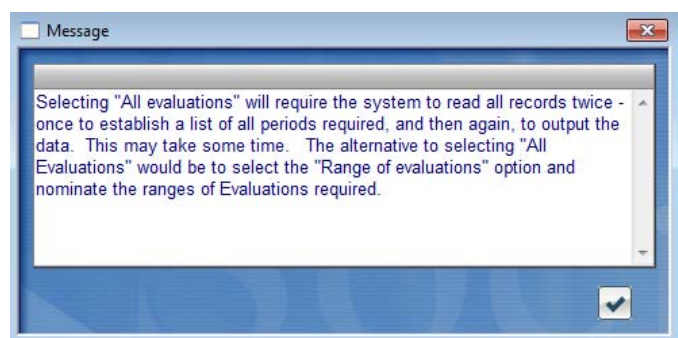 Message
Selecting "All evaluations" will require the system to read all records twice -
once to establish a list of all periods required, and then again, to output the
data.  This may take some time.   The alternative to selecting "All
Evaluations" would be to select the "Range of evaluations" option and
nominate the ranges of Evaluations required.